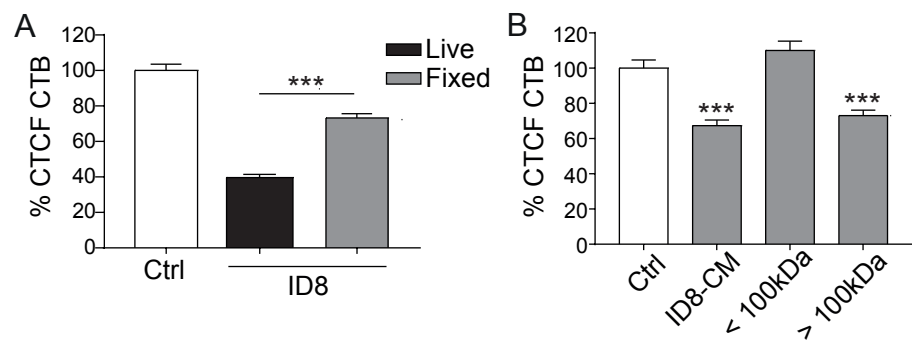 A
% CTCF CTB
120
100
80
60
40
20
0
***
Live
Fixed
Ctrl
ID8
B
% CTCF CTB
120
100
80
60
40
20
0
***
***
Ctrl
ID8-CM
< 100kDa
> 100kDa